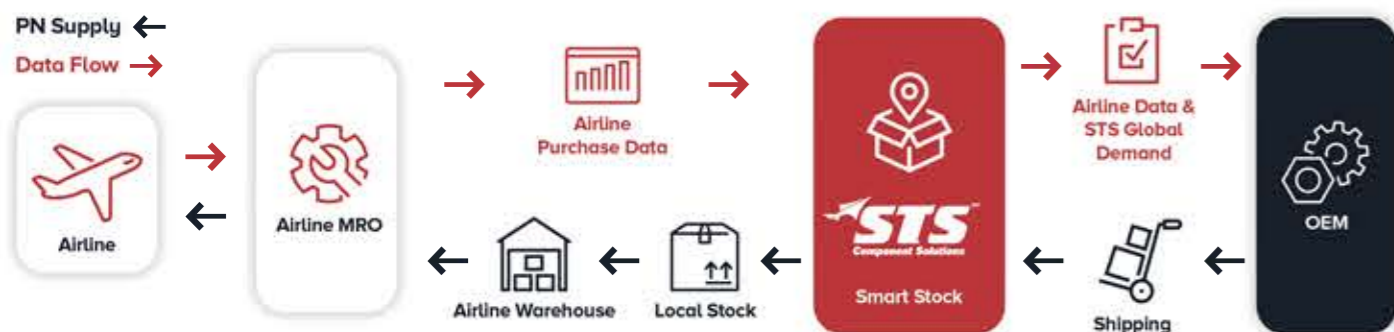 PN Supply
Data Flow
Airline
Airline MRO
Airline
Purchase Data
Airline Warehouse
Local Stock
STS™
Component Solutions
Smart Stock
Airline Data &
STS Global
Demand
Shipping
OEM